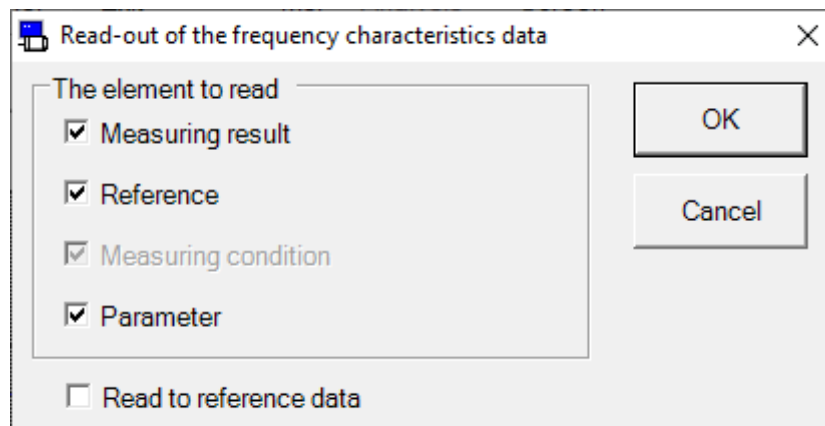 Read-out of the frequency characteristics data
The element to read
Measuring result
Reference
Measuring condition
Parameter
Read to reference data
OK
Cancel